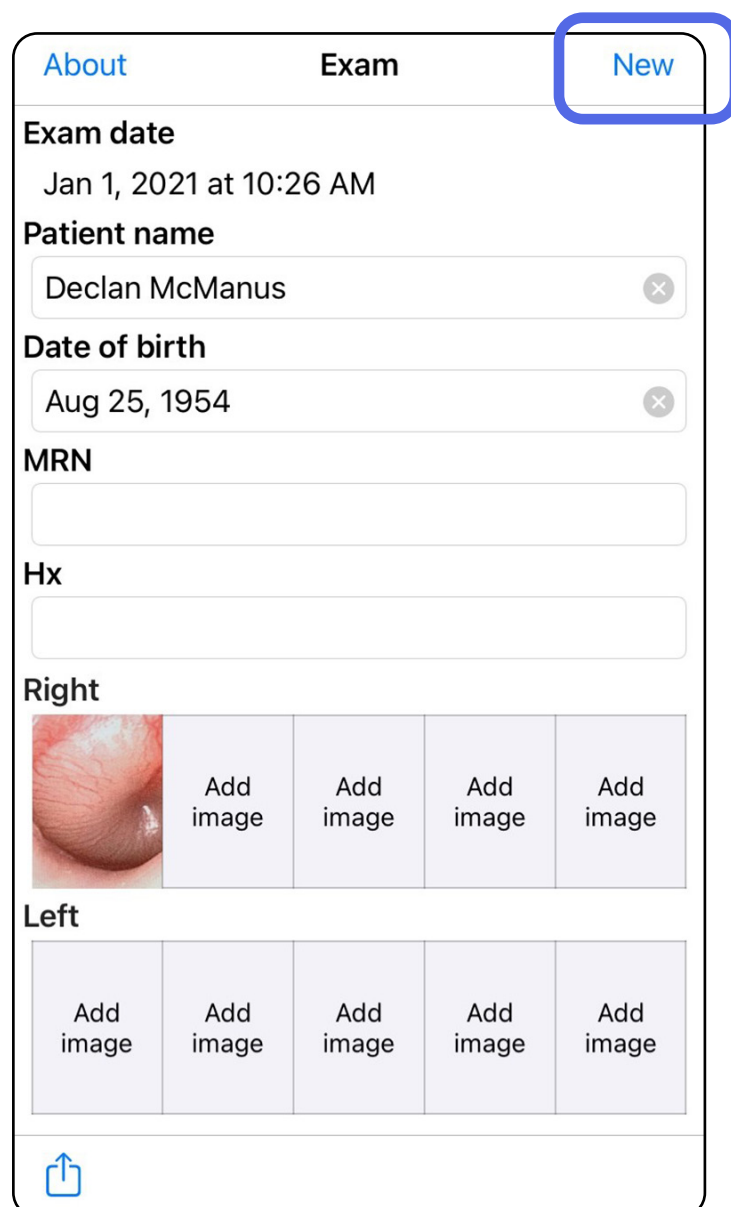 About Exam New
Exam date
Jan 1, 2021 at 10:26 AM
Patient name
Declan McManus
Date of birth
Aug 25, 1954
MRN
Hx
Right
Add image
Add image
Add image
Add image
Left
Add image
Add image
Add image
Add image
Add image